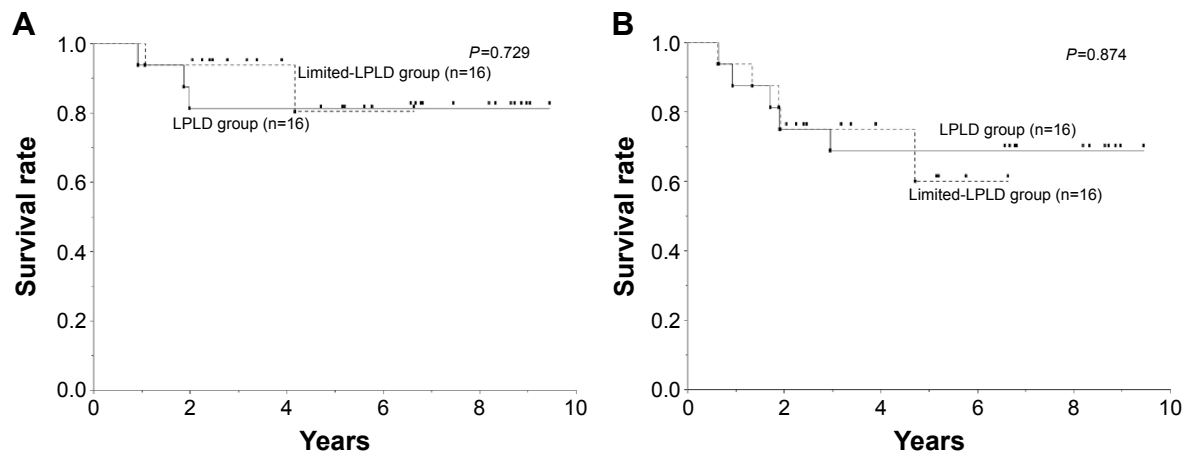 A
Survival rate
1.0
0.8
0.6
0.4
0.2
0.0
P=0.729
Limited-LPLD group (n=16)
LPLD group (n=16)
0 2 4 6 8 10
Years
B
Survival rate
1.0
0.8
0.6
0.4
0.2
0.0
P=0.874
LPLD group (n=16)
Limited-LPLD group (n=16)
0 2 4 6 8 10
Years